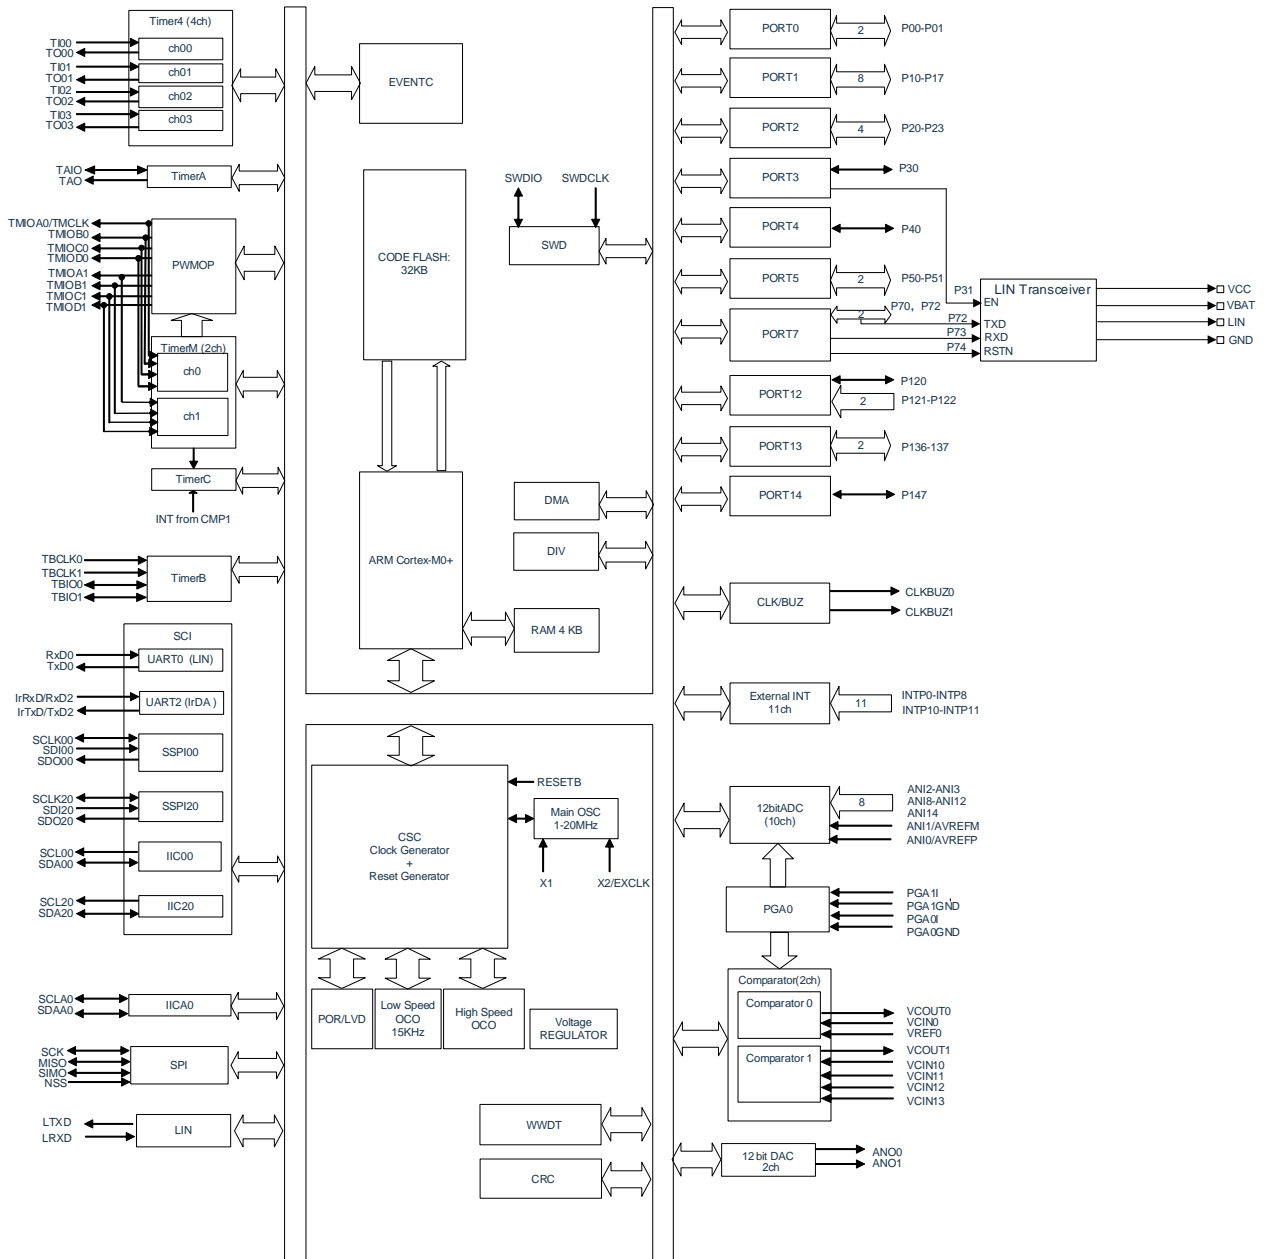 Timer4 (4ch)
TI00
TO00
ch00
TI01
TO01
ch01
TI02
TO02
ch02
TI03
TO03
ch03
TAIO
TAO
TimerA
TMIOA0/TMCLK
TMIOB0
TMIOC0
TMIOD0
TMIOA1
TMIOB1
TMIOC1
TMIOD1
PWMOP
TimerM (2ch)
ch0
ch1
TimerC
INT from CMP1
TBCLK0
TBCLK1
TBIO0
TBIO1
TimerB
SCI
RxD0
TxD0
UART0 (LIN)
IrRxD/RxD2
IrTxD/TxD2
UART2 (IrDA )
SCLK00
SDI00
SDO00
SSPI00
SCLK20
SDI20
SDO20
SSPI20
SCL00
SDA00
IIC00
SCL20
SDA20
IIC20
SCLA0
SDAA0
IICA0
SCK
MISO
SIMO
NSS
SPI
LTXD
LRXD
LIN
EVENTC
CODE FLASH:
32KB
SWDIO
SWDCLK
SWD
ARM Cortex-M0+
DMA
DIV
RAM 4 KB
CSC
Clock Generator
+
Reset Generator
RESETB
Main OSC
1-20MHz
X1
X2/EXCLK
POR/LVD
Low Speed
OCO
15KHz
High Speed
OCO
Voltage
REGULATOR
WWDT
CRC
PORT0
2
P00-P01
PORT1
8
P10-P17
PORT2
4
P20-P23
PORT3
P30
PORT4
P40
PORT5
2
P50-P51
PORT7
2
P70, P72
P31
P72
P73
P74
LIN Transceiver
EN
TXD
RXD
RSTN
VCC
VBAT
LIN
GND
PORT12
P120
2
P121-P122
PORT13
2
P136-137
PORT14
P147
CLK/BUZ
CLKBUZ0
CLKBUZ1
External INT
11ch
11
INTP0-INTP8
INTP10-INTP11
12bitADC
(10ch)
8
ANI2-ANI3
ANI8-ANI12
ANI14
ANI1/AVREFM
ANI0/AVREFP
PGA0
PGA1I
PGA1GND
PGA0I
PGA0GND
Comparator(2ch)
Comparator 0
VCOUT0
VCIN0
VREF0
Comparator 1
VCOUT1
VCIN10
VCIN11
VCIN12
VCIN13
12 bit DAC
2ch
ANO0
ANO1